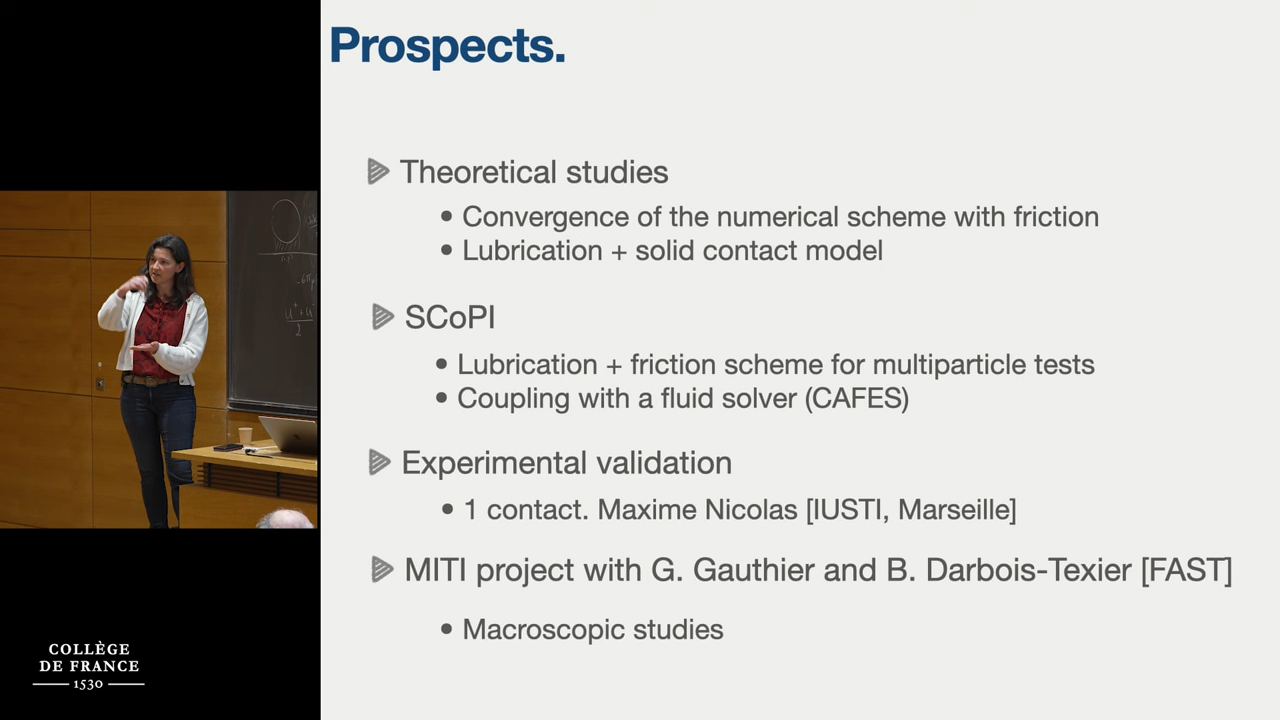 Prospects.
Theoretical studies
• Convergence of the numerical scheme with friction
• Lubrication + solid contact model
SCoPI
• Lubrication + friction scheme for multiparticle tests
• Coupling with a fluid solver (CAFES)
Experimental validation
• 1 contact. Maxime Nicolas [IUSTI, Marseille]
MITI project with G. Gauthier and B. Darbois-Texier [FAST]
• Macroscopic studies
COLLÈGE
DE FRANCE
1530